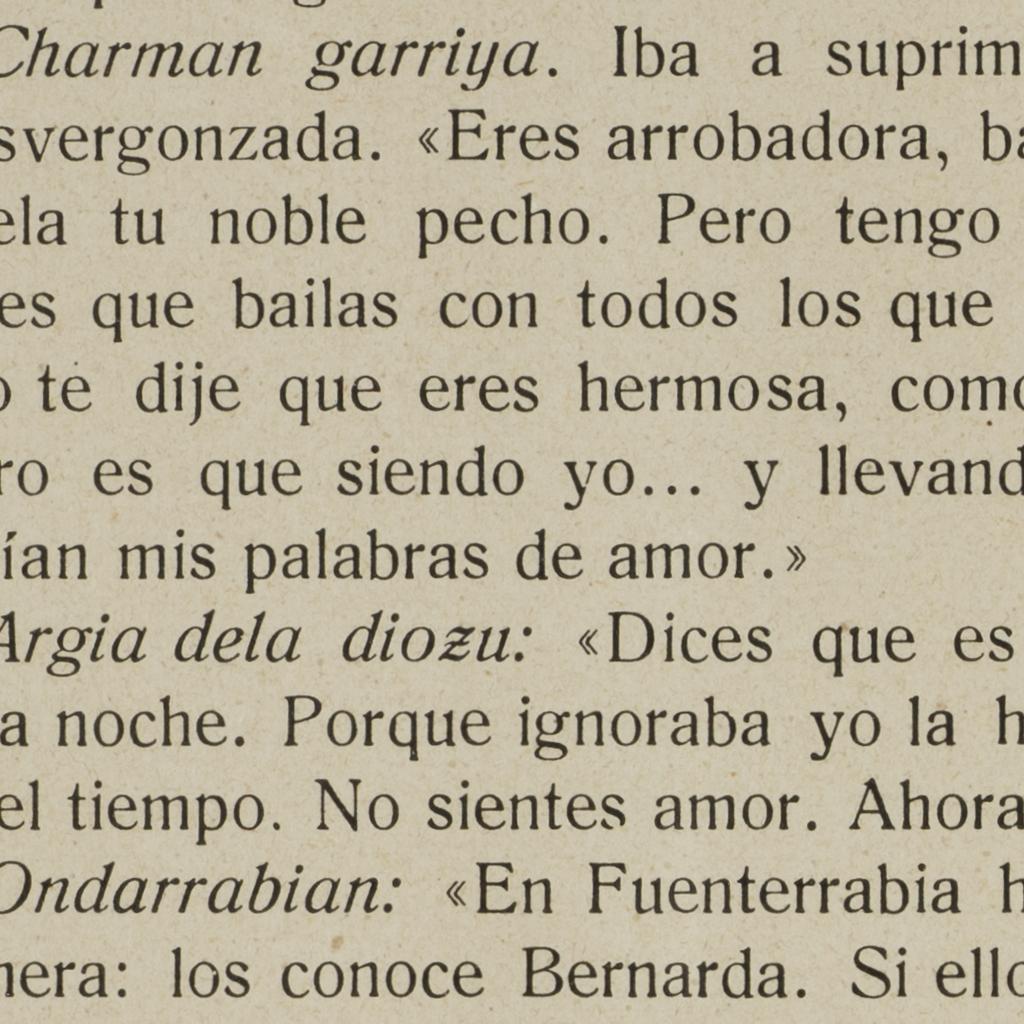 Charman garriya. Iba a suprim
svergonzada. «Eres arrobadora, ba
ela tu noble pecho. Pero tengo
es que bailas con todos los que
o te dije que eres hermosa, como
ro es que siendo yo... y llevand
ían mis palabras de amor.»
Argia dela diozu: «Dices que es
a noche. Porque ignoraba yo la h
el tiempo. No sientes amor. Ahora
Ondarrabian: «En Fuenterrabia h
nera: los conoce Bernarda. Si ello